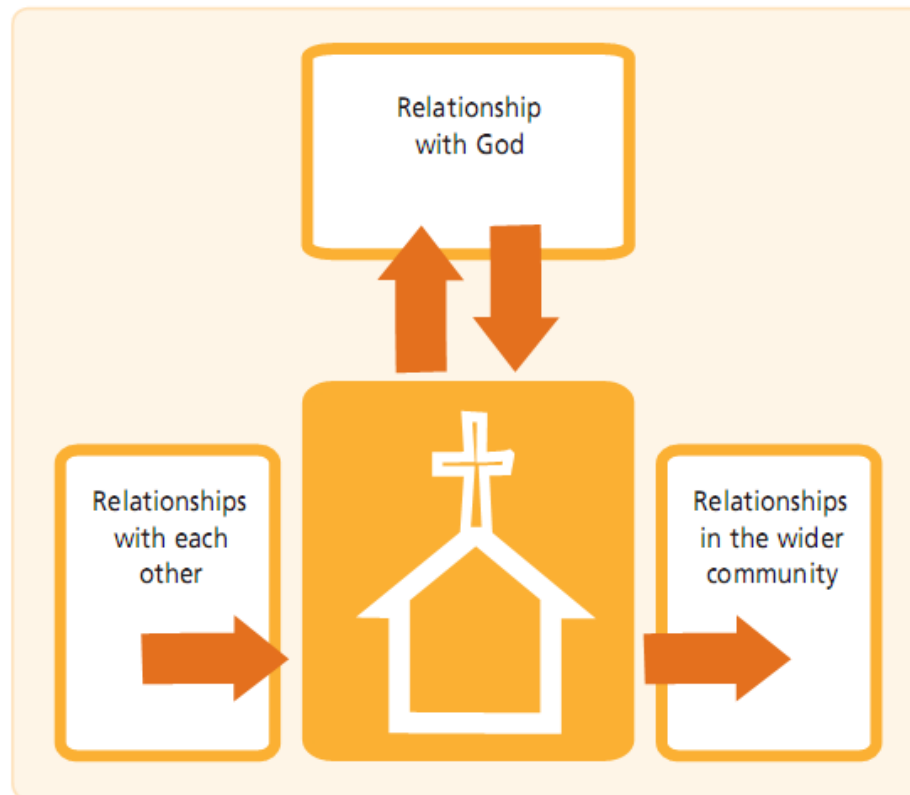 Relationship
with God
Relationships
with each
other
Relationships
in the wider
community